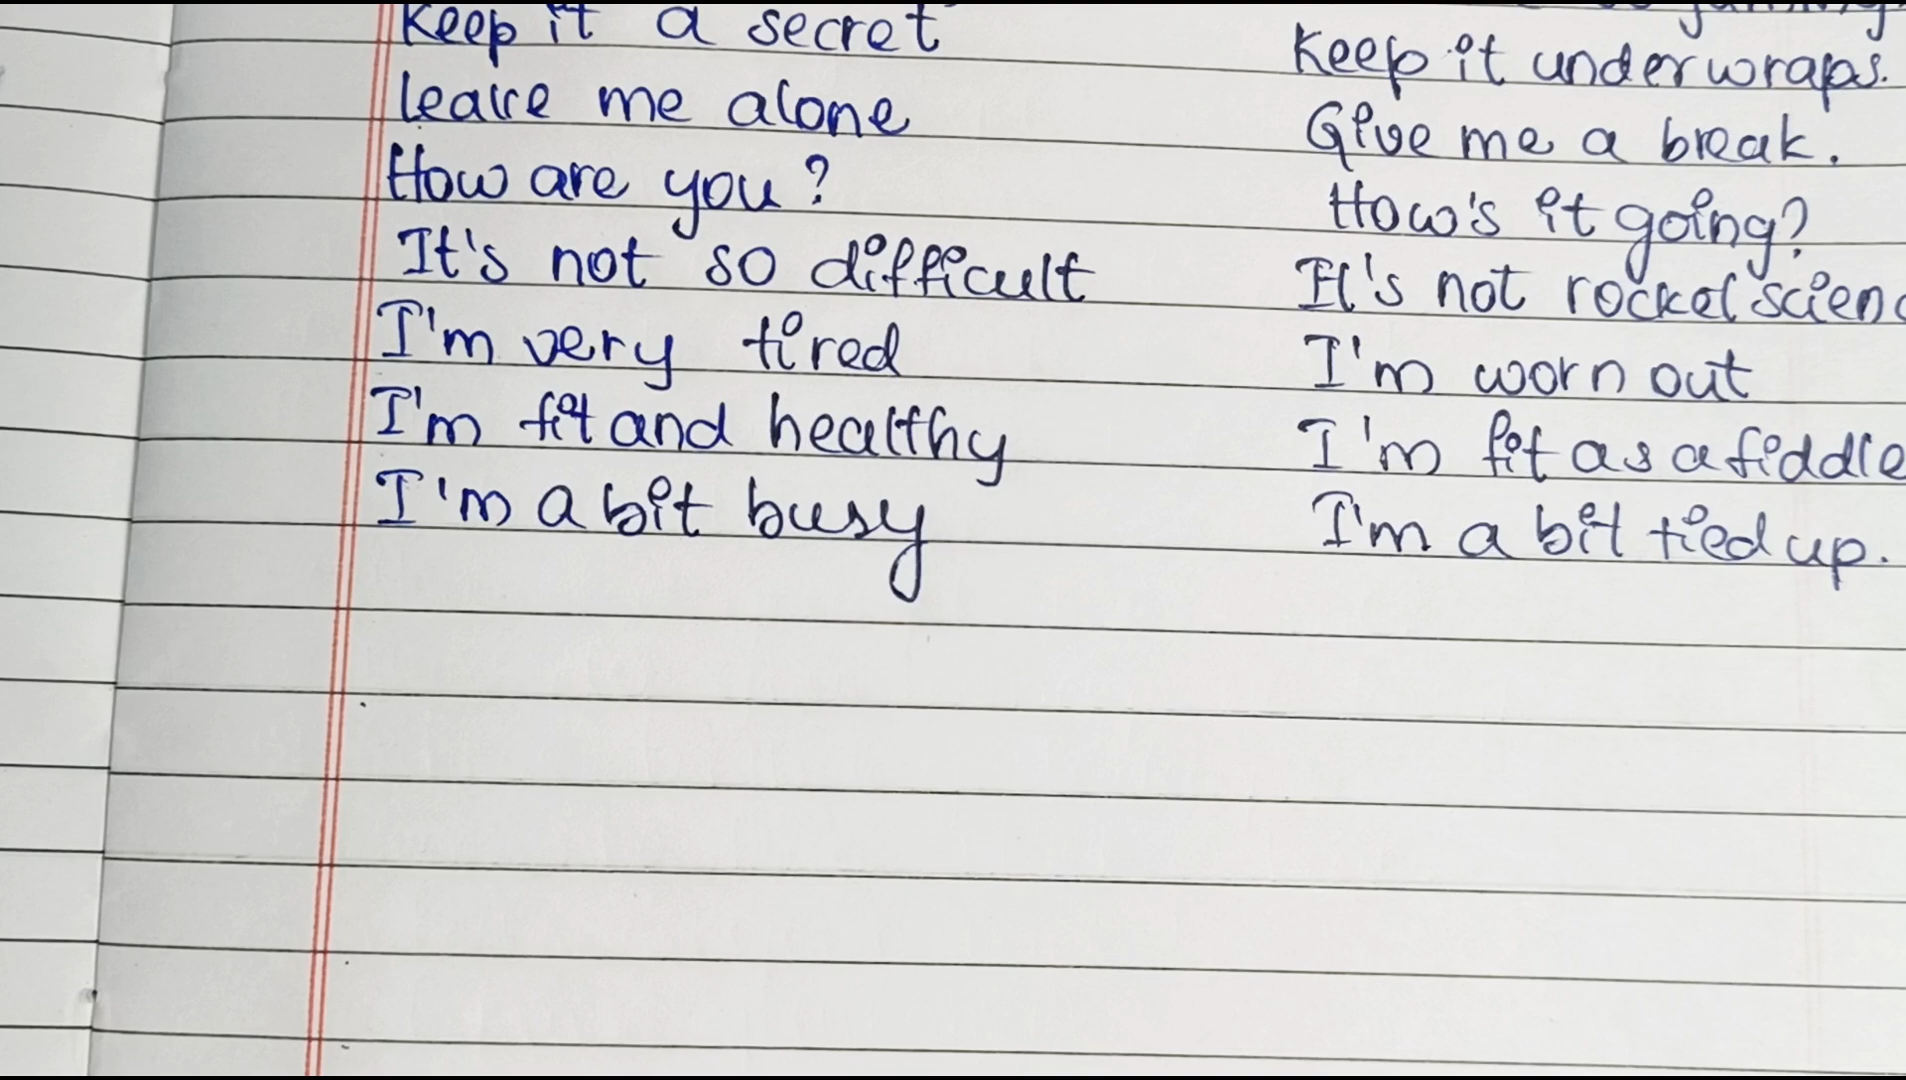 Keep it a secret
Keep it under wraps.
leave me alone
Give me a break.
How are you?
How's it going?
It's not so difficult
It's not rocket scienc
I'm very tired
I'm worn out
I'm fit and healthy
I'm fit as a fiddle
I'm a bit busy
I'm a bit tied up.